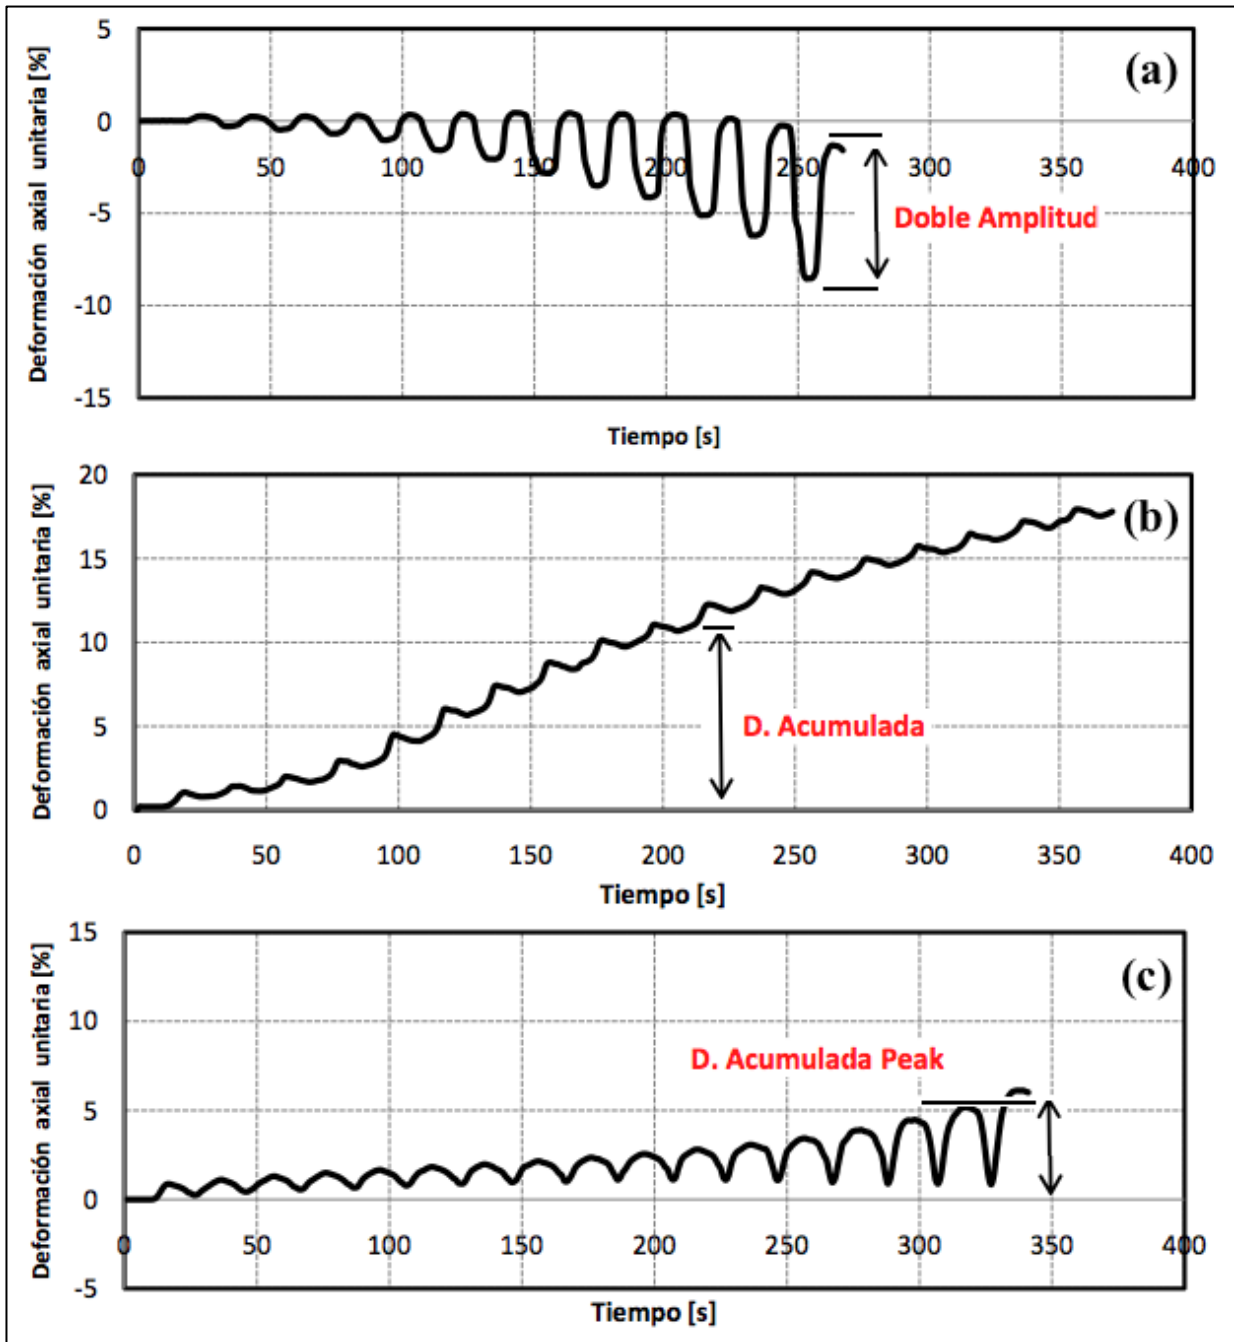 Deformación axial unitaria [%]
5
0
-5
-10
-15
(a)
0 50 100 150 200 250 300 350 400
Doble Amplitud
Tiempo [s]
Deformación axial unitaria [%]
20
15
10
5
0
(b)
D. Acumulada
0 50 100 150 200 250 300 350 400
Tiempo [s]
Deformación axial unitaria [%]
15
10
5
0
-5
(c)
D. Acumulada Peak
0 50 100 150 200 250 300 350 400
Tiempo [s]